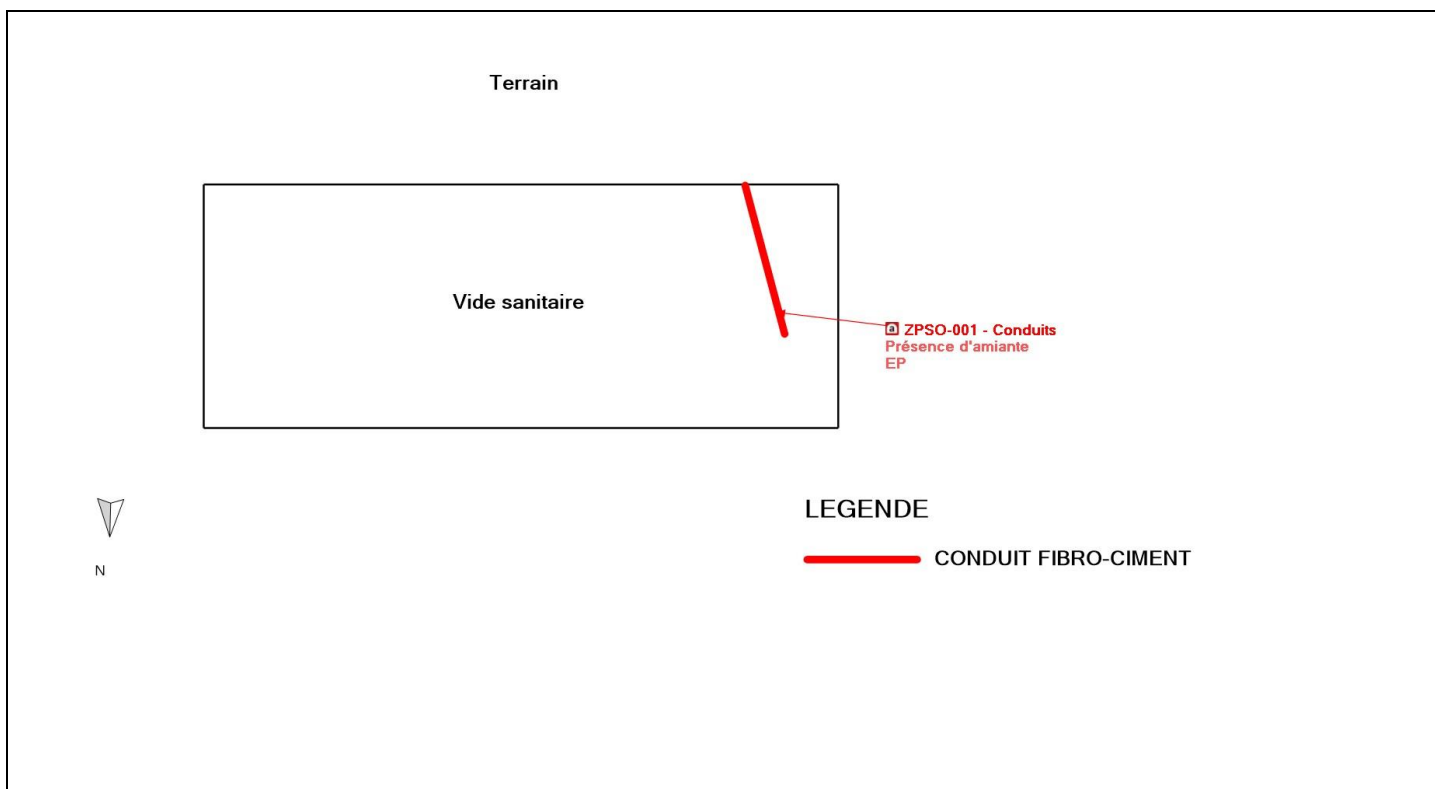 Terrain
Vide sanitaire
a ZPSO-001 - Conduits
Présence d'amiante
EP
LEGENDE
CONDUIT FIBRO-CIMENT
N